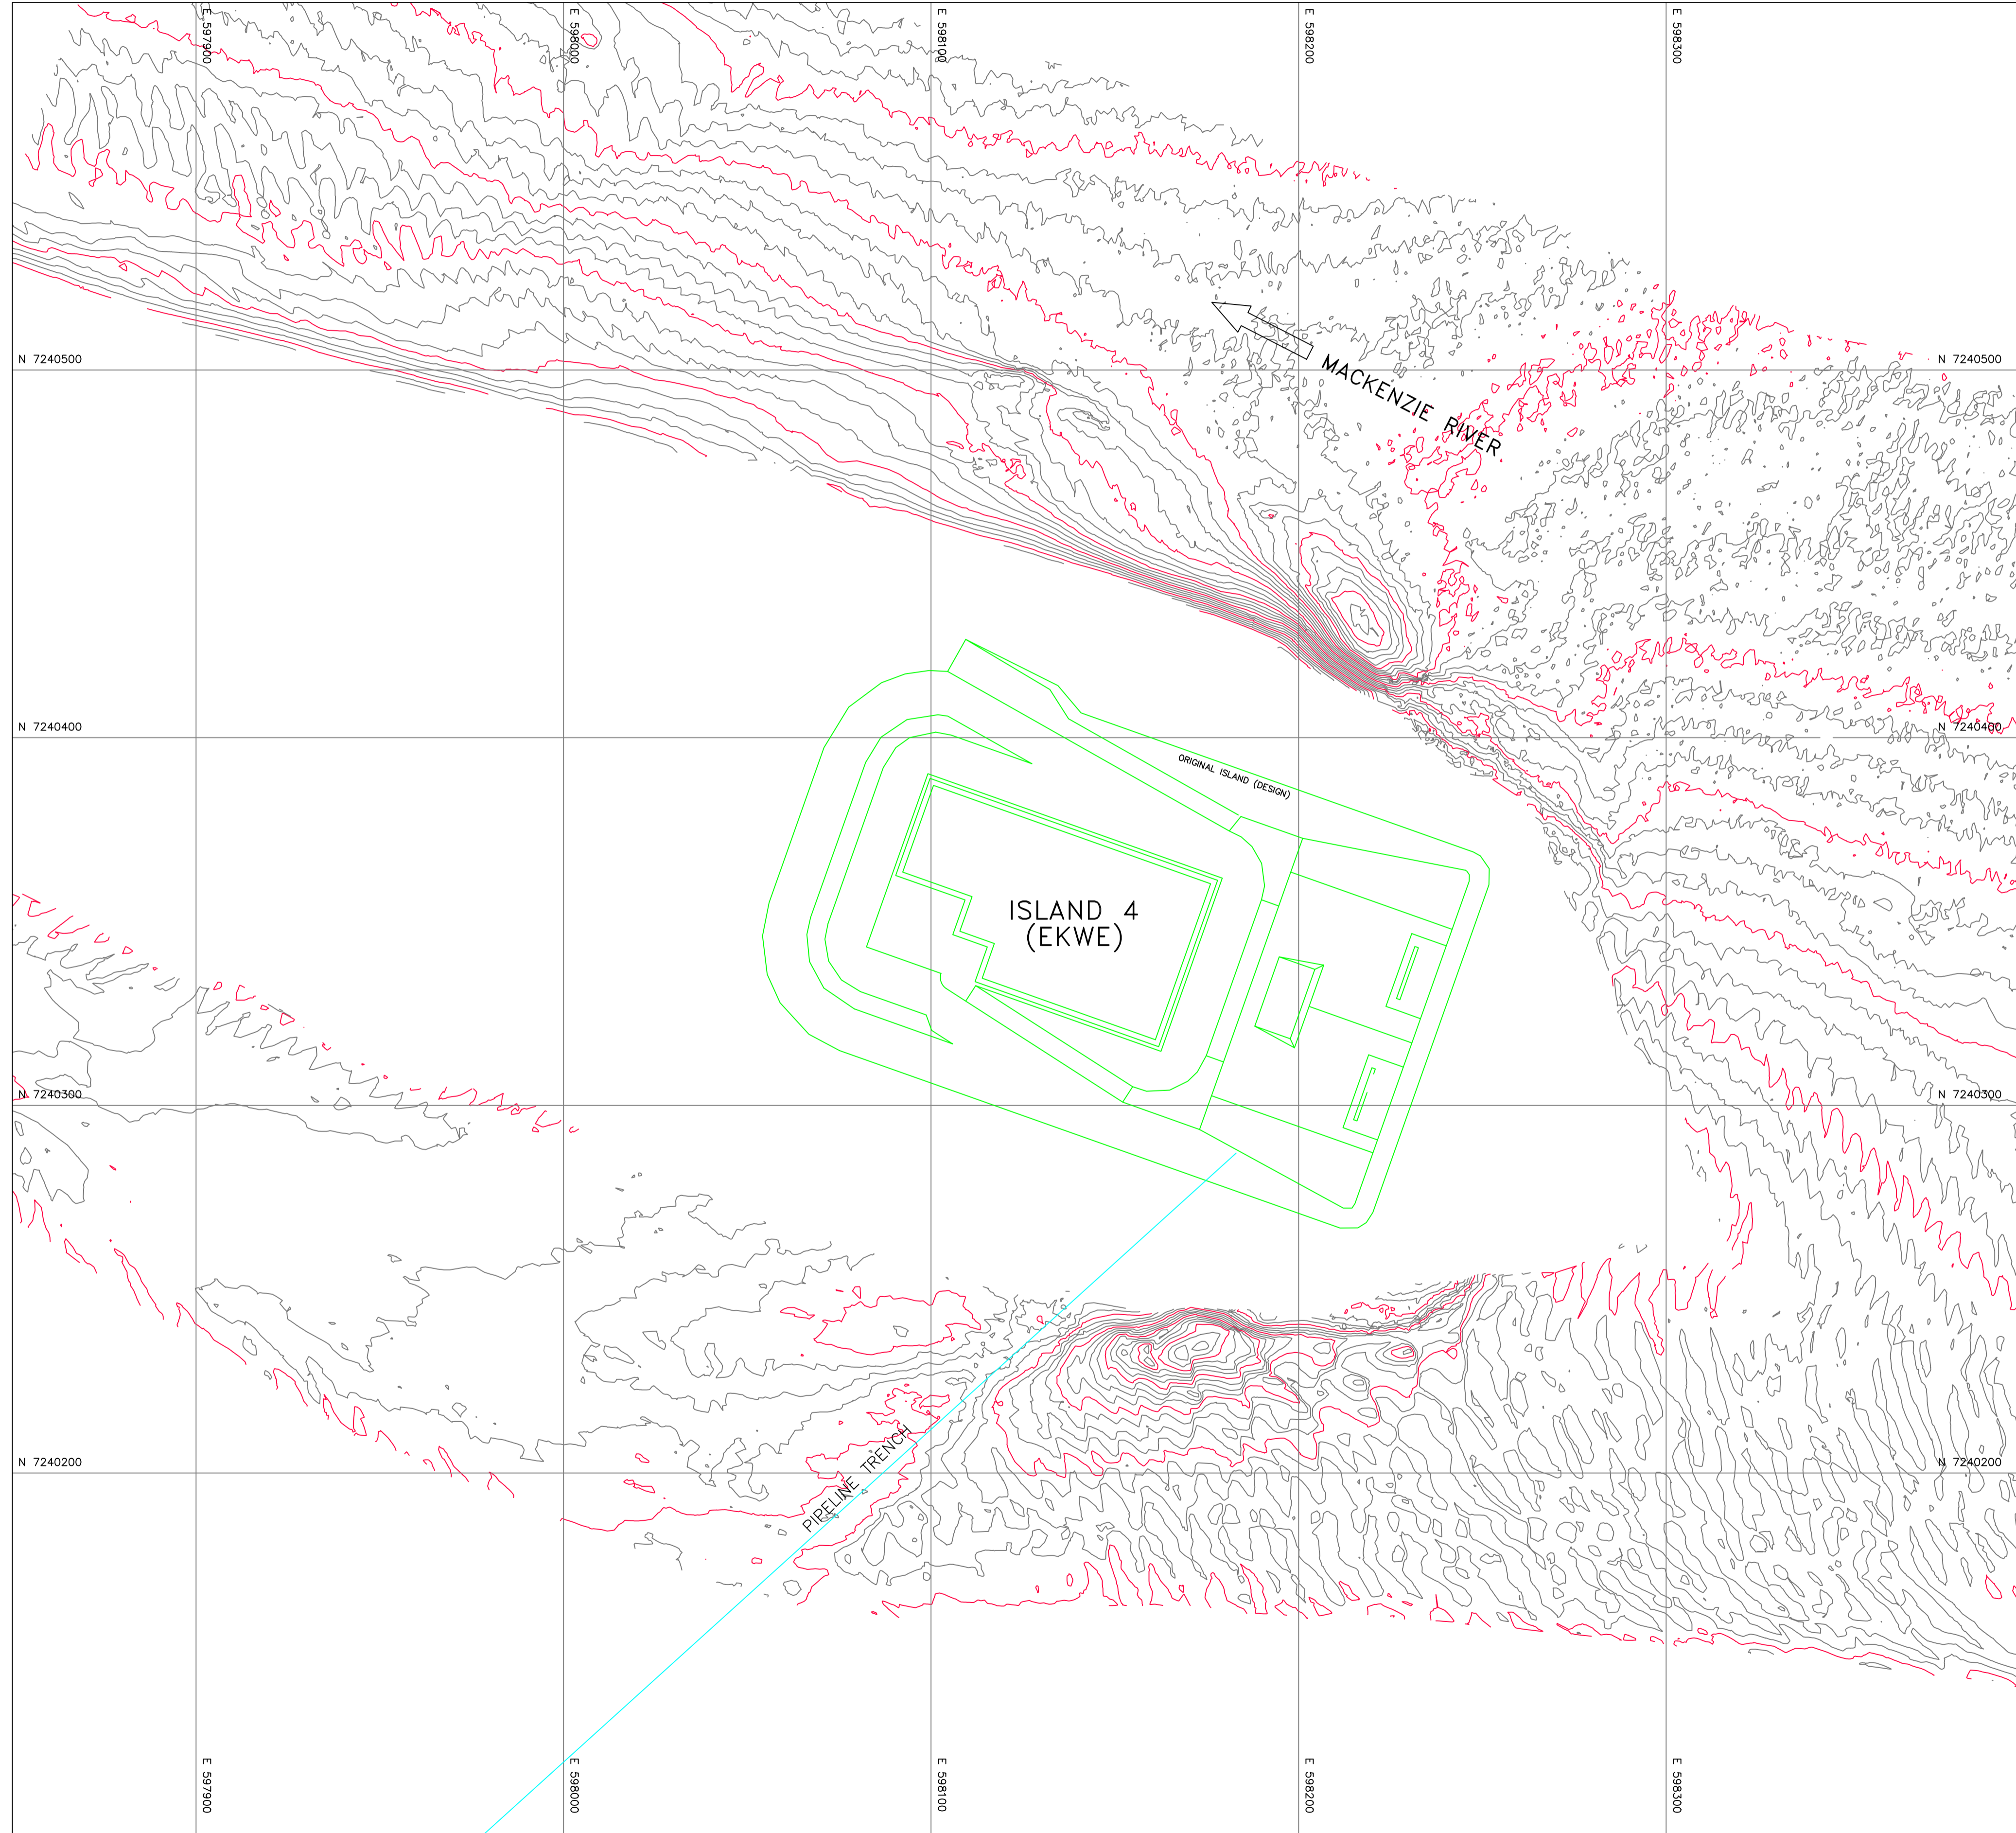 E 597900
E 598000
E 598100
E 598200
E 598300
N 7240500
N 7240500
MACKENZIE RIVER
N 7240400
N 7240400
ORIGINAL ISLAND (DESIGN)
ISLAND 4
(EKWE)
N 7240300
N 7240300
PIPELINE TRENCH
N 7240200
N 7240200
E 597900
E 598000
E 598100
E 598200
E 598300